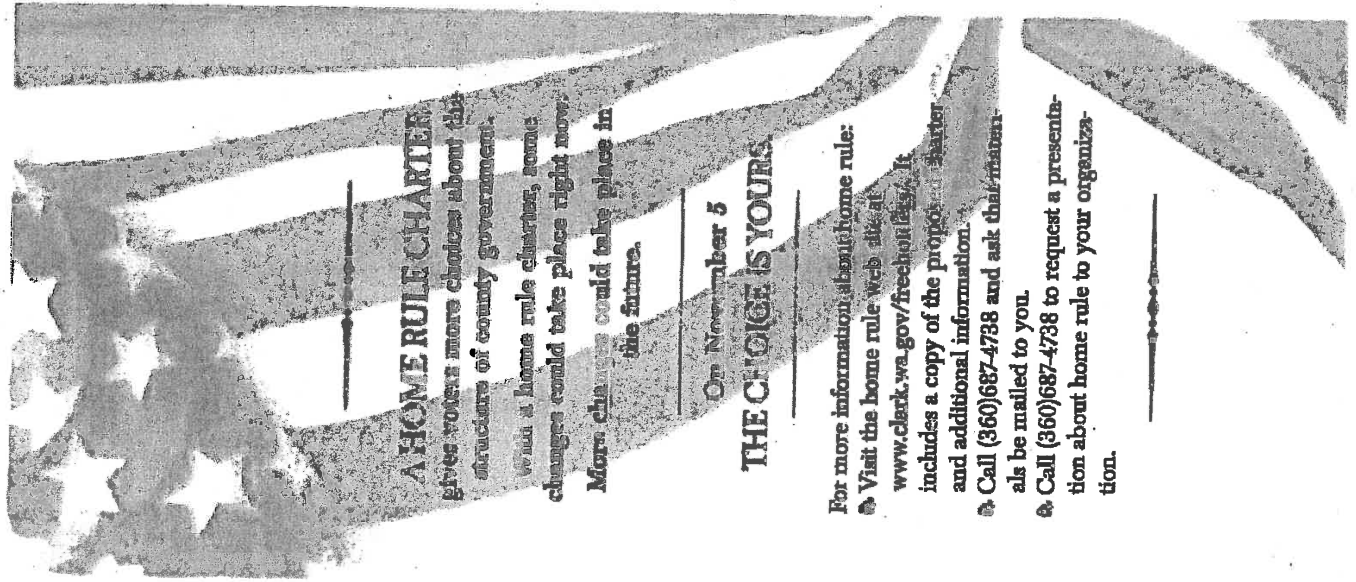 A HOME RULE CHARTER
gives voters more choices about the
structure of county government.
With a home rule charter, some
changes could take place right now.
More changes could take place in
the future.
On November 5
THE CHOICE IS YOURS.
For more information about home rule:
Visit the home rule web site at
www.clark.wa.gov/freeholder/. It
includes a copy of the proposed charter
and additional information.
Call (360)687-4738 and ask that materi-
als be mailed to you.
Call (360)687-4738 to request a presenta-
tion about home rule to your organiza-
tion.